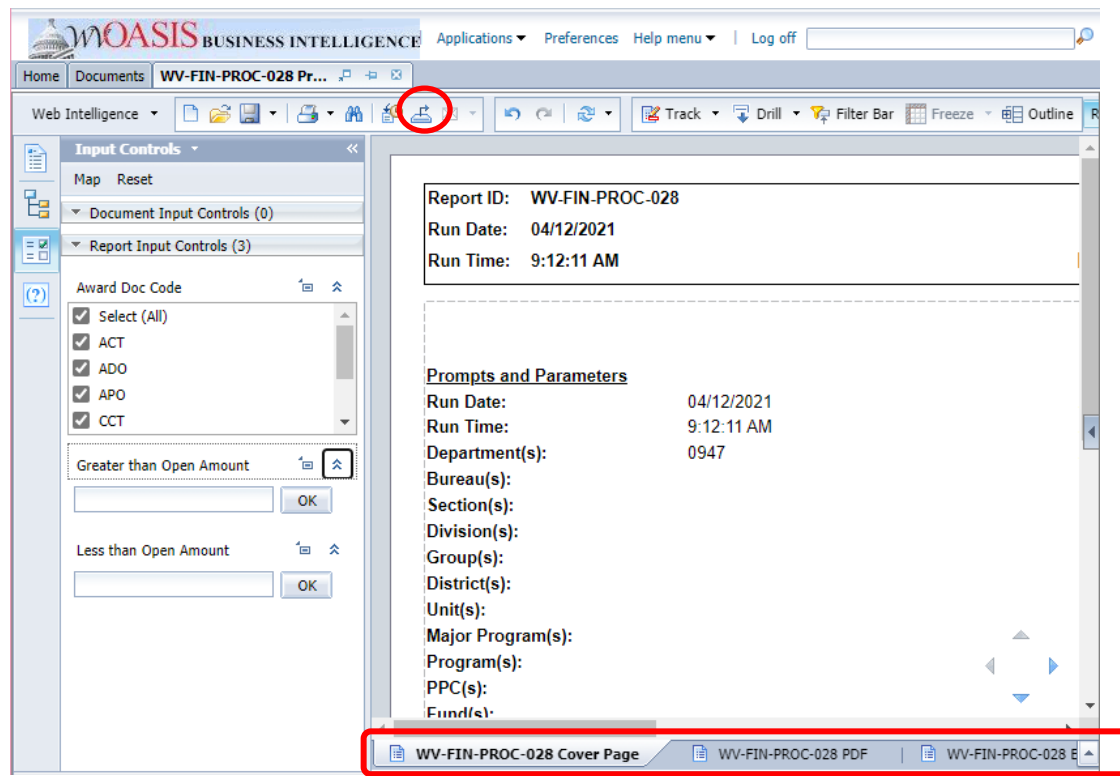 WVOASIS BUSINESS INTELLIGENCE Applications Preferences Help menu | Log off
Home Documents WV-FIN-PROC-028 Pr...
Web Intelligence Track Drill Filter Bar Freeze Outline R
Input Controls
Map Reset
Document Input Controls (0)
Report Input Controls (3)
Award Doc Code
Select (All)
ACT
ADO
APO
CCT
Greater than Open Amount
OK
Less than Open Amount
OK
Report ID: WV-FIN-PROC-028
Run Date: 04/12/2021
Run Time: 9:12:11 AM
Prompts and Parameters
Run Date: 04/12/2021
Run Time: 9:12:11 AM
Department(s): 0947
Bureau(s):
Section(s):
Division(s):
Group(s):
District(s):
Unit(s):
Major Program(s):
Program(s):
PPC(s):
Fund(s):
WV-FIN-PROC-028 Cover Page WV-FIN-PROC-028 PDF | WV-FIN-PROC-028 E